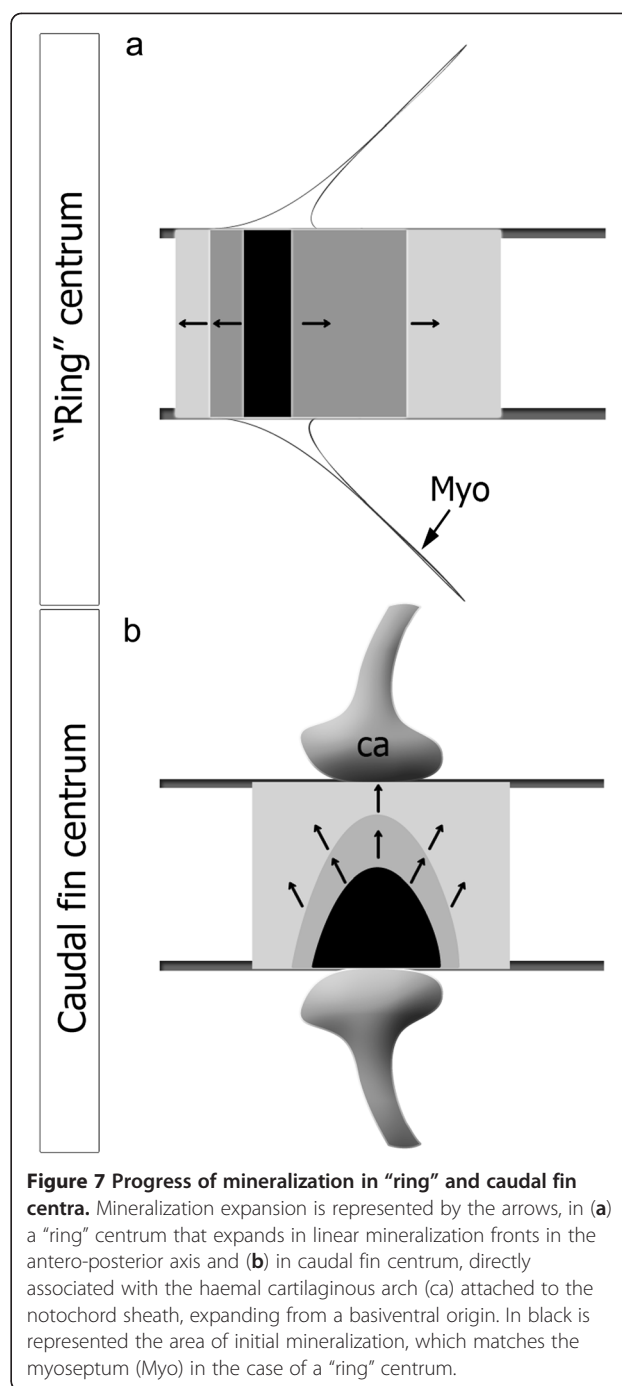 a
"Ring" centrum
Myo
b
Caudal fin centrum
ca
Figure 7 Progress of mineralization in “ring” and caudal fin
centra. Mineralization expansion is represented by the arrows, in (a)
a “ring” centrum that expands in linear mineralization fronts in the
antero-posterior axis and (b) in caudal fin centrum, directly
associated with the haemal cartilaginous arch (ca) attached to the
notochord sheath, expanding from a basiventral origin. In black is
represented the area of initial mineralization, which matches the
myoseptum (Myo) in the case of a “ring” centrum.